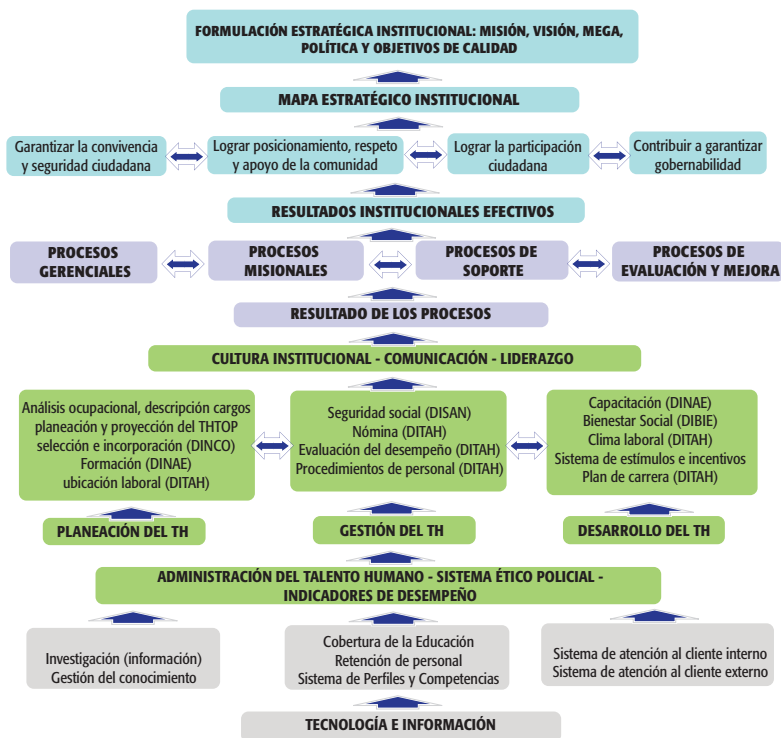 FORMULACIÓN ESTRATÉGICA INSTITUCIONAL: MISIÓN, VISIÓN, MEGA,
POLÍTICA Y OBJETIVOS DE CALIDAD
MAPA ESTRATÉGICO INSTITUCIONAL
Garantizar la convivencia
y seguridad ciudadana
Lograr posicionamiento, respeto
y apoyo de la comunidad
Lograr la participación
ciudadana
Contribuir a garantizar
gobernabilidad
RESULTADOS INSTITUCIONALES EFECTIVOS
PROCESOS
GERENCIALES
PROCESOS
MISIONALES
PROCESOS DE
SOPORTE
PROCESOS DE
EVALUACIÓN Y MEJORA
RESULTADO DE LOS PROCESOS
CULTURA INSTITUCIONAL - COMUNICACIÓN - LIDERAZGO
Análisis ocupacional, descripción cargos
planeación y proyección del THTOP
selección e incorporación (DINCO)
Formación (DINAE)
ubicación laboral (DITAH)
Seguridad social (DISAN)
Nómina (DITAH)
Evaluación del desempeño (DITAH)
Procedimientos de personal (DITAH)
Capacitación (DINAE)
Bienestar Social (DIBIE)
Clima laboral (DITAH)
Sistema de estímulos e incentivos
Plan de carrera (DITAH)
PLANEACIÓN DEL TH
GESTIÓN DEL TH
DESARROLLO DEL TH
ADMINISTRACIÓN DEL TALENTO HUMANO - SISTEMA ÉTICO POLICIAL -
INDICADORES DE DESEMPEÑO
Investigación (información)
Gestión del conocimiento
Cobertura de la Educación
Retención de personal
Sistema de Perfiles y Competencias
Sistema de atención al cliente interno
Sistema de atención al cliente externo
TECNOLOGÍA E INFORMACIÓN